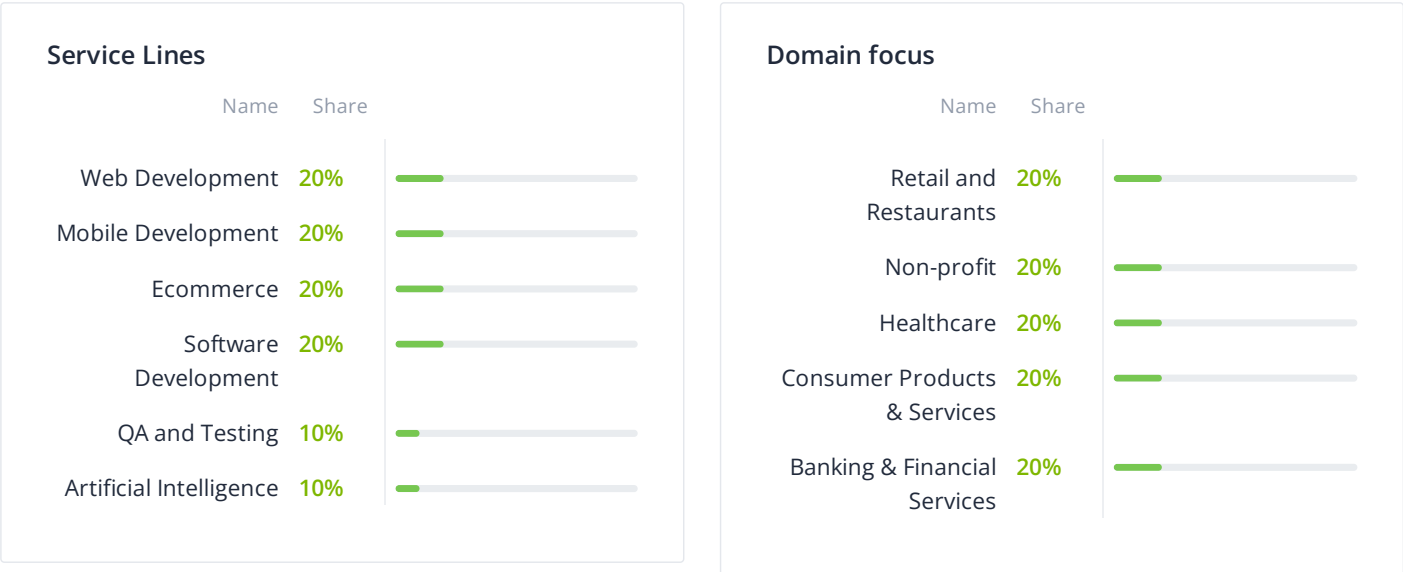 Service Lines
Name Share
Web Development 20%
Mobile Development 20%
Ecommerce 20%
Software 20%
Development
QA and Testing 10%
Artificial Intelligence 10%
Domain focus
Name Share
Retail and 20%
Restaurants
Non-profit 20%
Healthcare 20%
Consumer Products 20%
& Services
Banking & Financial 20%
Services